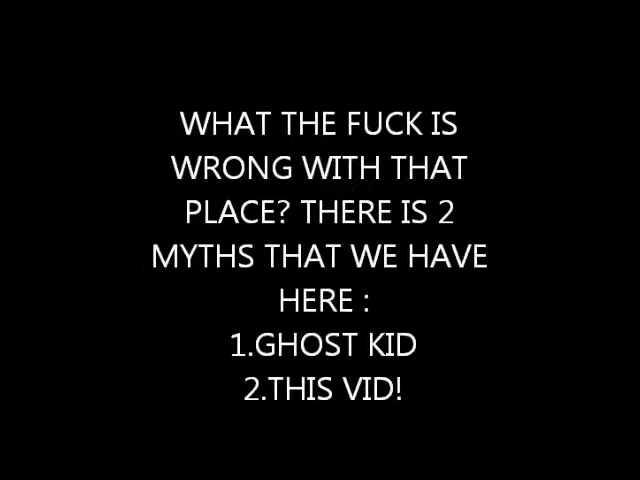 WHAT THE FUCK IS
WRONG WITH THAT
PLACE? THERE IS 2
MYTHS THAT WE HAVE
HERE :
1.GHOST KID
2.THIS VID!